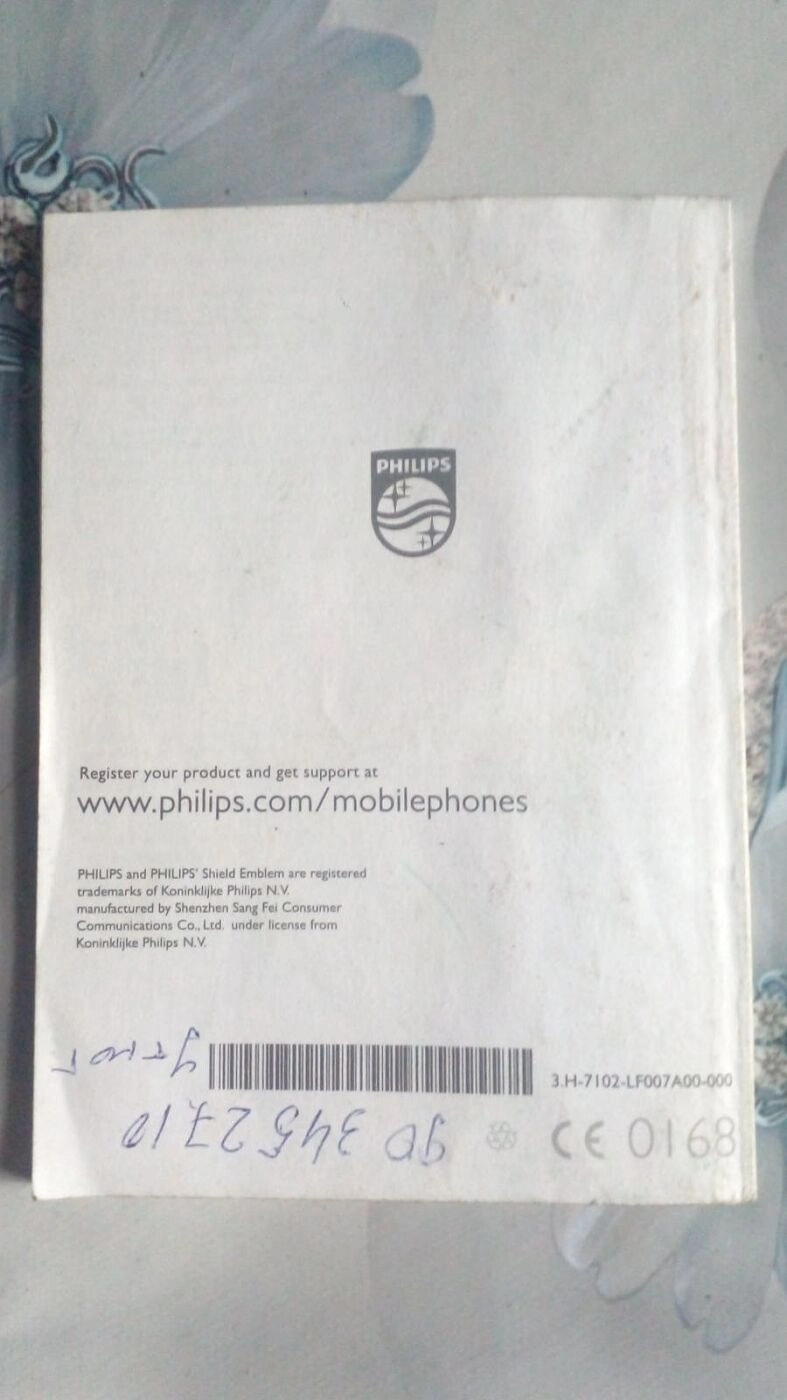 PHILIPS
Register your product and get support at
www.philips.com/mobilephones
PHILIPS and PHILIPS' Shield Emblem are registered
trademarks of Koninklijke Philips N.V.
manufactured by Shenzhen Sang Fei Consumer
Communications Co., Ltd. under license from
Koninklijke Philips N.V.
3.H-7102-LF007A00-000
CE 0168